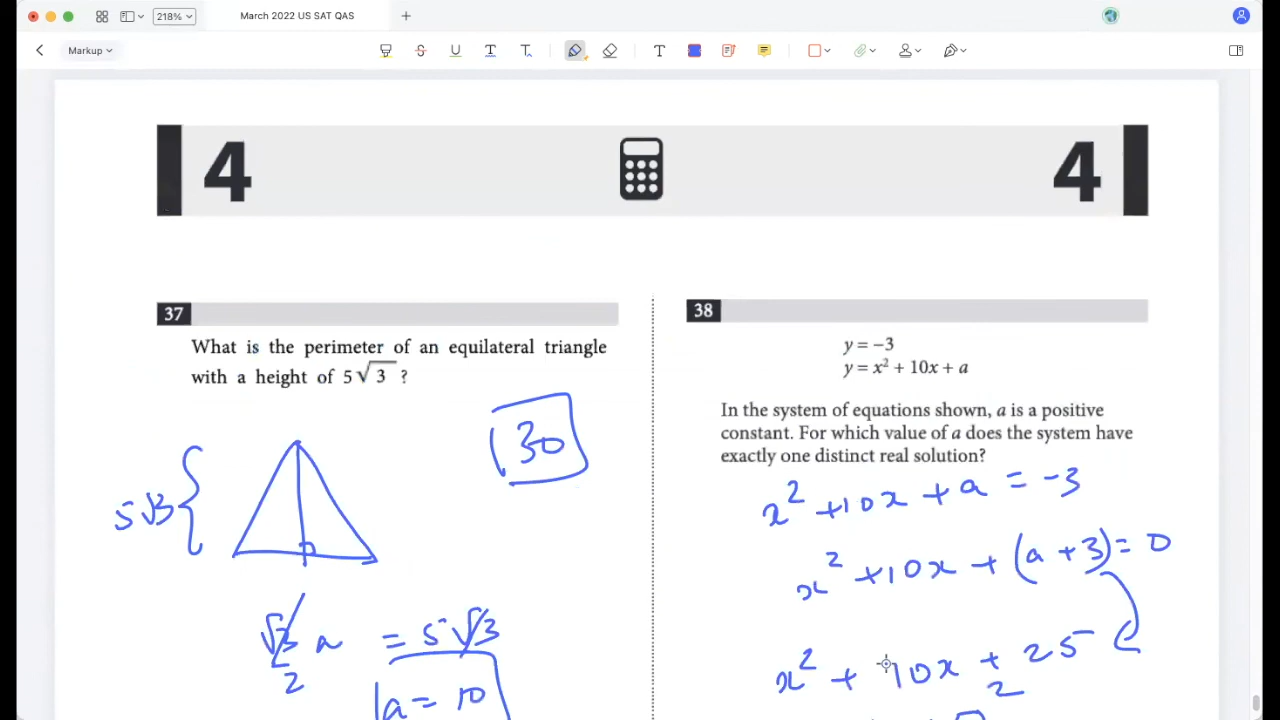 March 2022 US SAT QAS
218%
Markup
4
4
37
What is the perimeter of an equilateral triangle
with a height of 5√3 ?
30
5√3
√3/2 a = 5√3
a = 10
38
y = −3
y = x² + 10x + a
In the system of equations shown, a is a positive
constant. For which value of a does the system have
exactly one distinct real solution?
x² + 10x + a = -3
x² + 10x + (a + 3) = 0
x² + 10x + 25
2